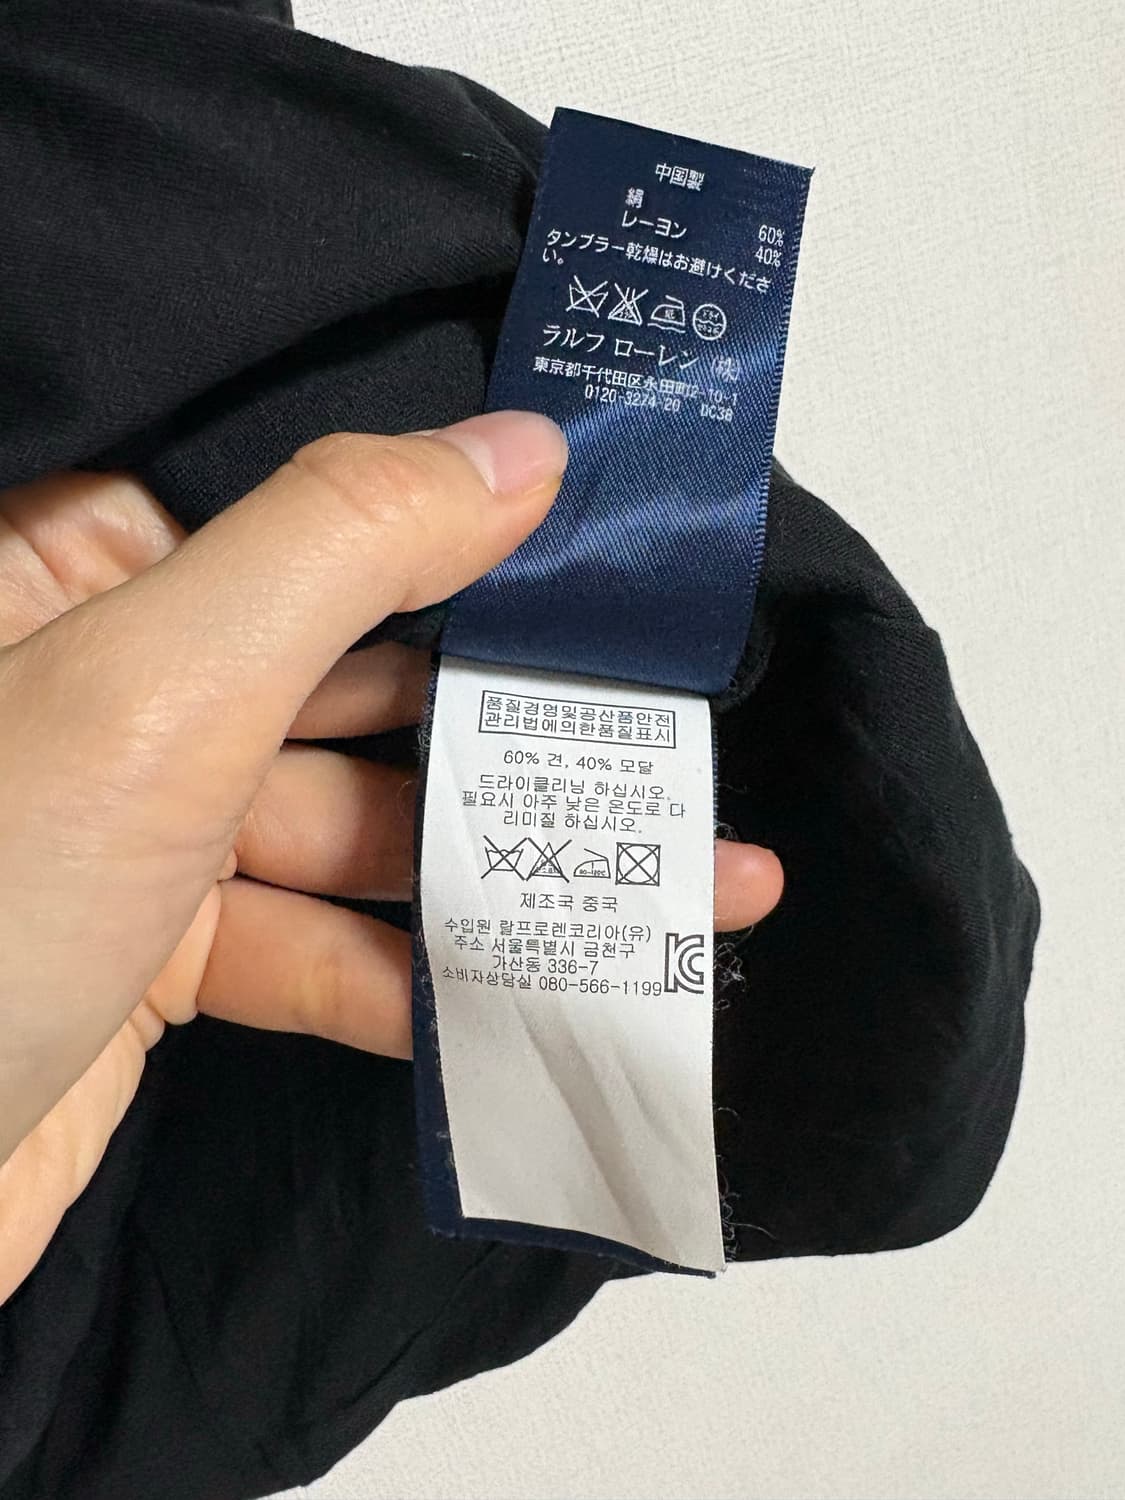 中国製
絹 60%
レーヨン 40%
タンブラー乾燥はお避けくださ
い。
ドライ
ラルフ ローレン (株)
東京都千代田区永田町2-10-1
0120-3274-20 DC38
품질경영및공산품안전
관리법에의한품질표시
60% 견, 40% 모달
드라이클리닝 하십시오.
필요시 아주 낮은 온도로 다
리미질 하십시오.
80-120℃
제조국 중국
수입원 랄프로렌코리아(유)
주소 서울특별시 금천구
가산동 336-7
소비자상담실 080-566-1199